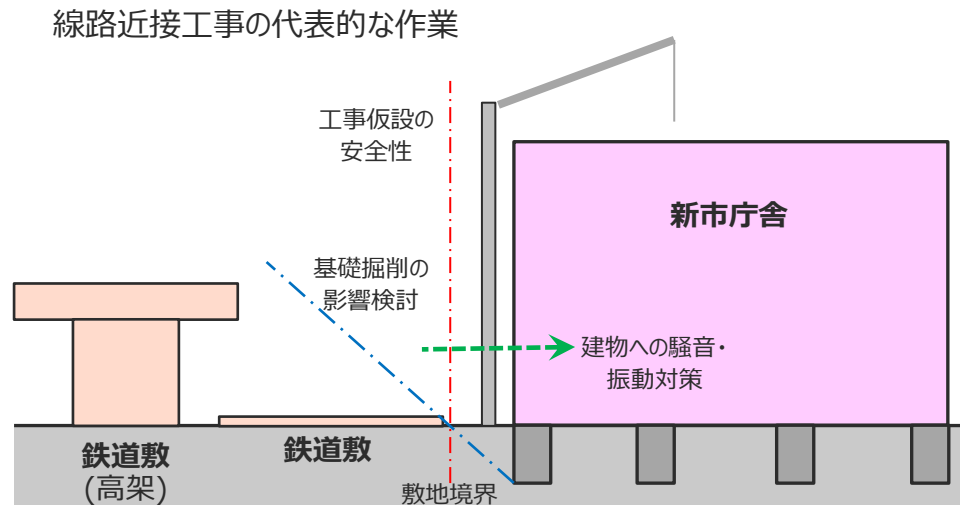 線路近接工事の代表的な作業
工事仮設の
安全性
新市庁舎
基礎掘削の
影響検討
建物への騒音・
振動対策
鉄道敷
(高架)
鉄道敷
敷地境界